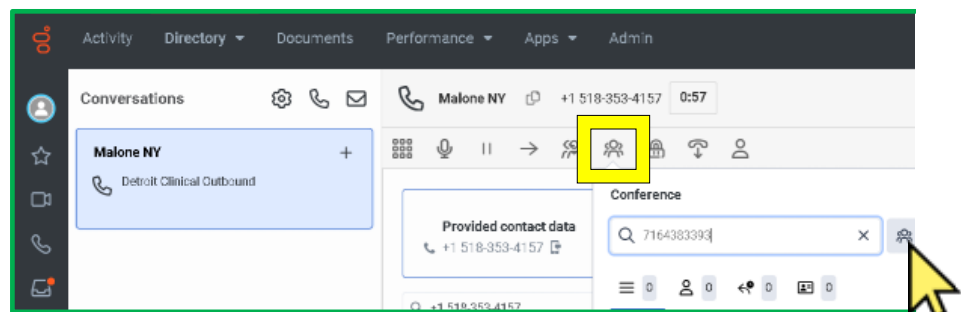 Activity Directory Documents Performance Apps Admin
Conversations
Malone NY +1 518-353-4157 0:57
Malone NY
Detroit Clinical Outbound
Conference
Provided contact data
+1 518-353-4157
7164383393
0 0 0 0
+1 518-353-4157